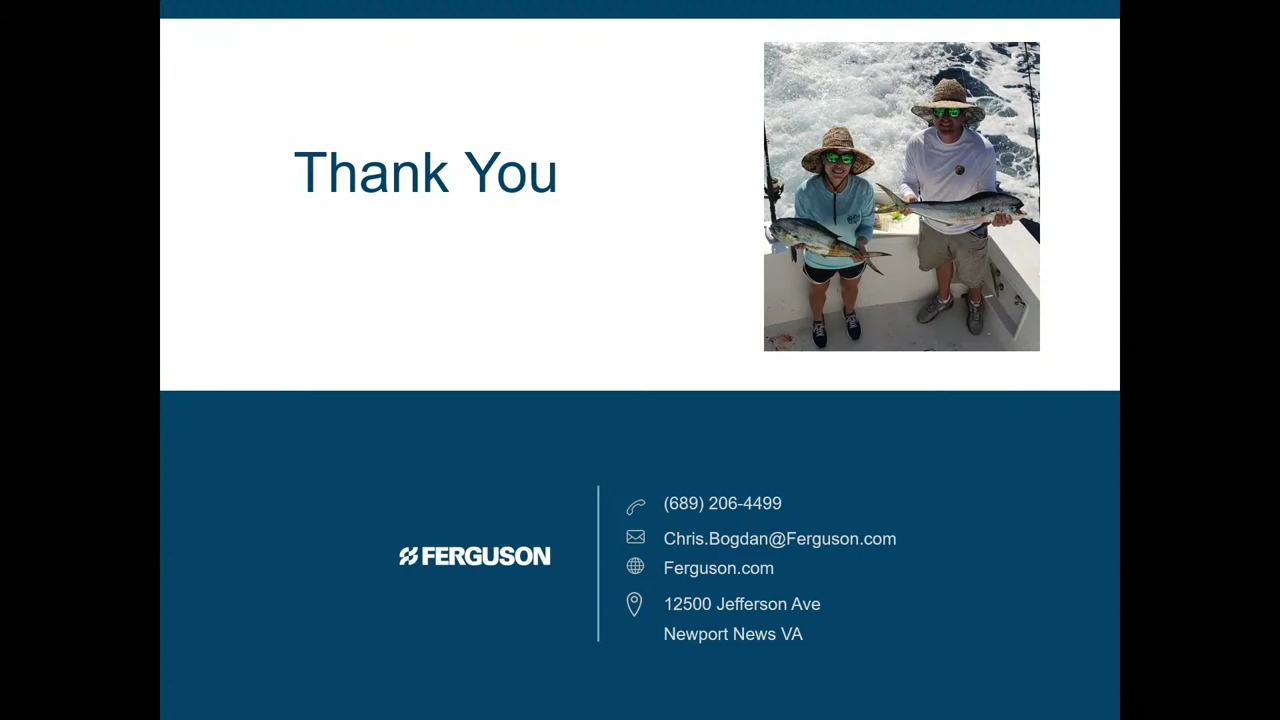 Thank You
FERGUSON
(689) 206-4499
Chris.Bogdan@Ferguson.com
Ferguson.com
12500 Jefferson Ave
Newport News VA